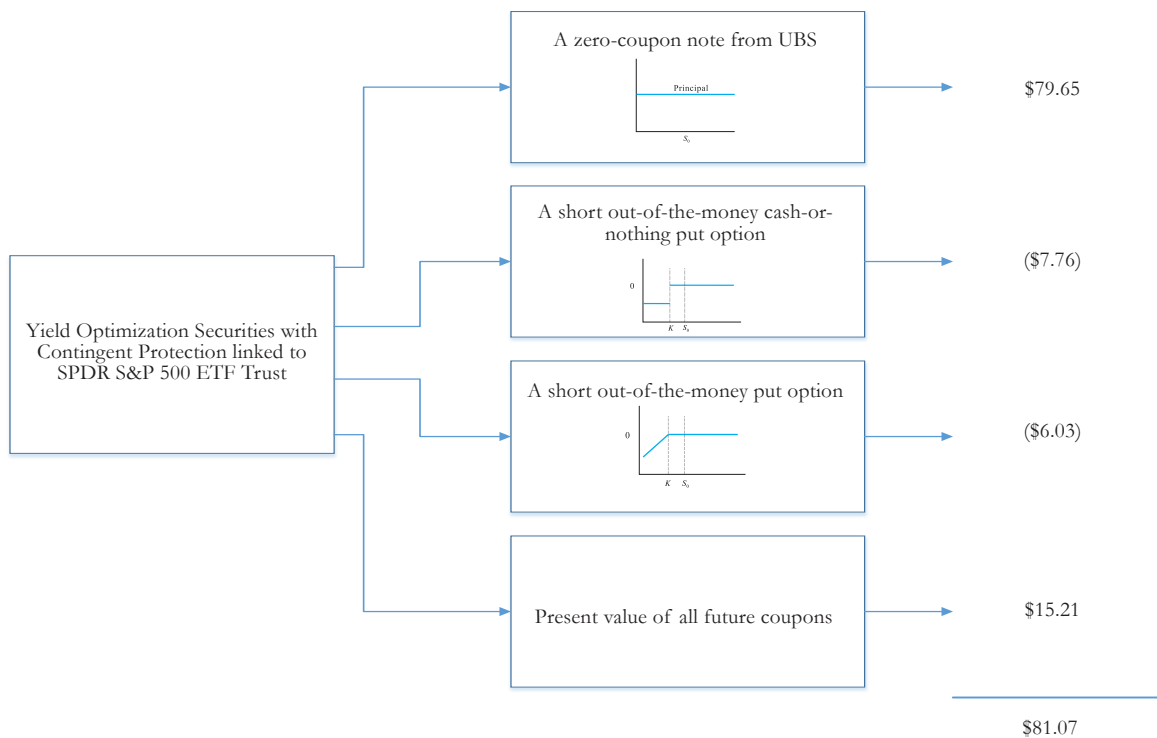 Yield Optimization Securities with
Contingent Protection linked to
SPDR S&P 500 ETF Trust
A zero-coupon note from UBS
Principal
S₀
$79.65
A short out-of-the-money cash-or-
nothing put option
0
K S₀
($7.76)
A short out-of-the-money put option
0
K S₀
($6.03)
Present value of all future coupons
$15.21
$81.07